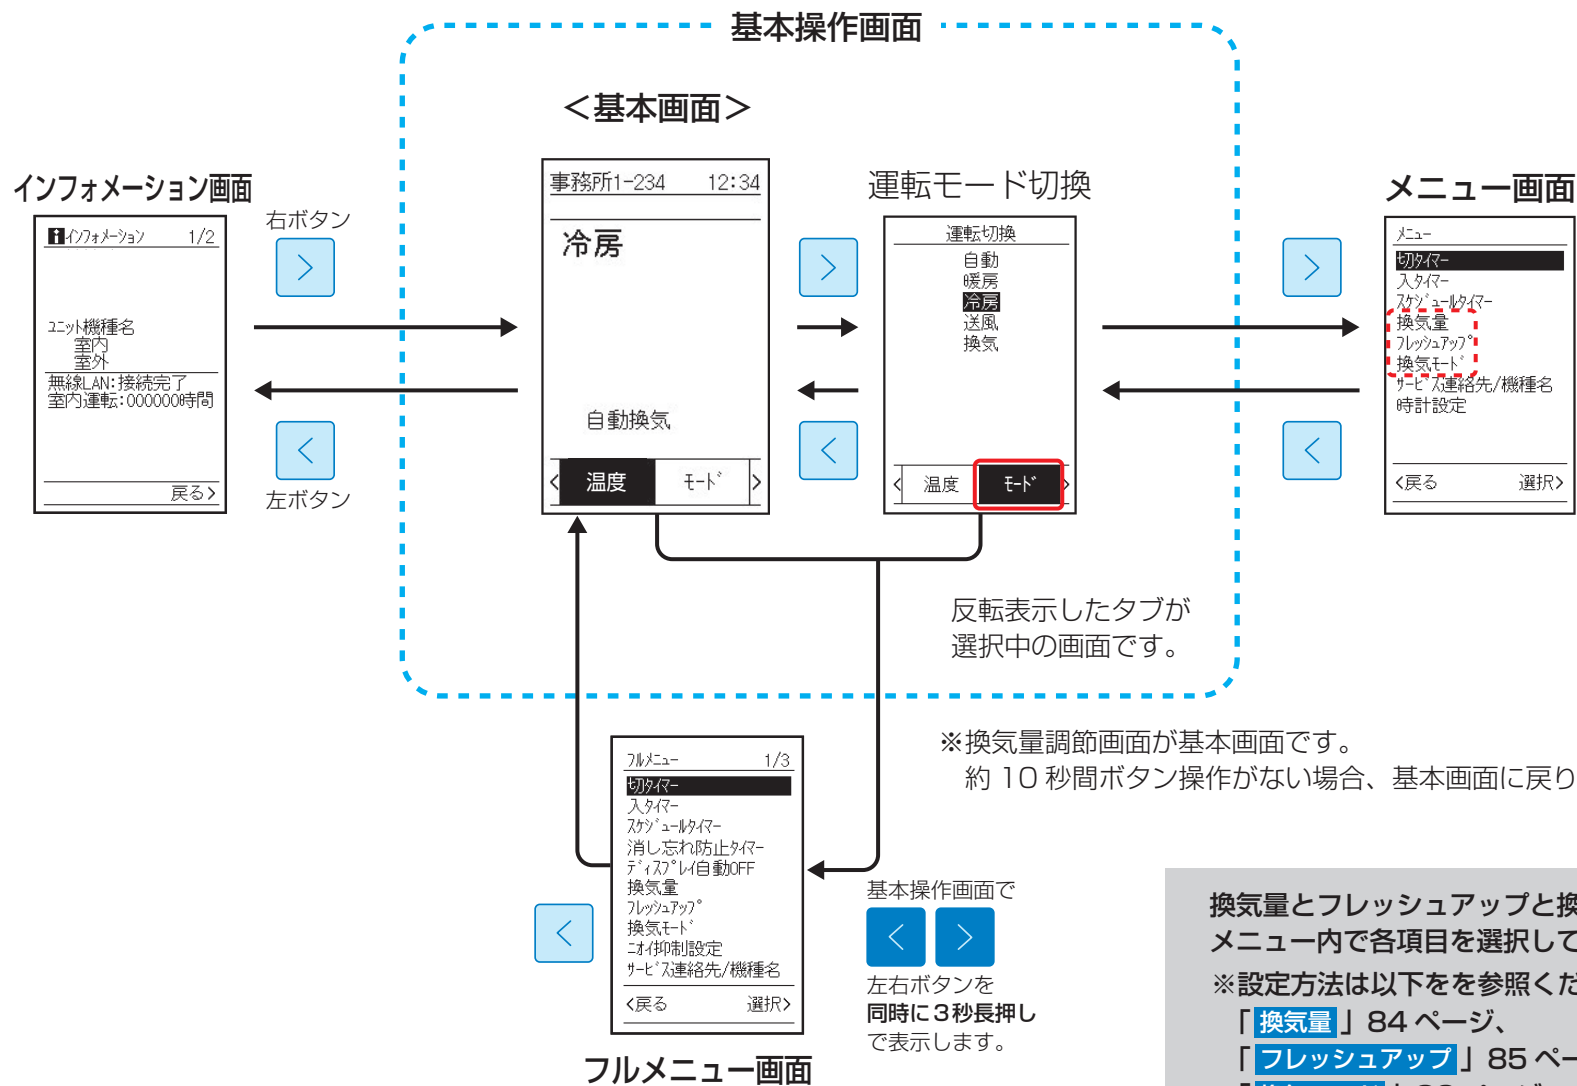 基本操作画面
<基本画面>
インフォメーション画面
右ボタン
>
iインフォメーション 1/2
ユニット機種名
室内
室外
無線LAN:接続完了
室内運転:000000時間
戻る>
<
左ボタン
事務所1-234 12:34
冷房
自動換気
< 温度 モード >
>
<
運転モード切換
運転切換
自動
暖房
冷房
送風
換気
< 温度 モード >
>
<
メニュー画面
メニュー
切タイマー
入タイマー
スケジュールタイマー
換気量
フレッシュアップ
換気モード
サービス連絡先/機種名
時計設定
<戻る 選択>
反転表示したタブが
選択中の画面です。
※換気量調節画面が基本画面です。
約 10 秒間ボタン操作がない場合、基本画面に戻り
フルメニュー 1/3
切タイマー
入タイマー
スケジュールタイマー
消し忘れ防止タイマー
ディスプレイ自動OFF
換気量
フレッシュアップ
換気モード
ニオイ抑制設定
サービス連絡先/機種名
<戻る 選択>
フルメニュー画面
<
基本操作画面で
< >
左右ボタンを
同時に3秒長押し
で表示します。
換気量とフレッシュアップと換
メニュー内で各項目を選択して
※設定方法は以下をを参照くだ
「 換気量 」84 ページ、
「 フレッシュアップ 」85 ペー